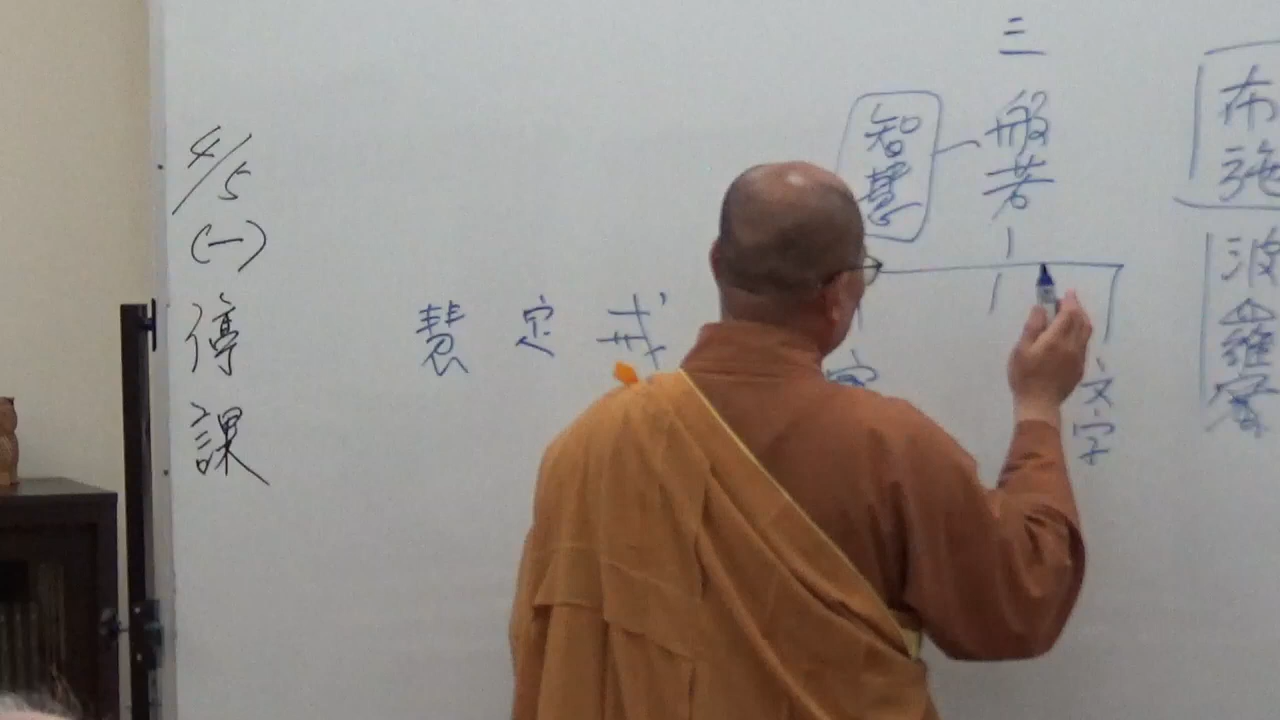 布施
波羅蜜
三
般若
智慧
文字
戒
定
慧
4/5
(一)
停
課